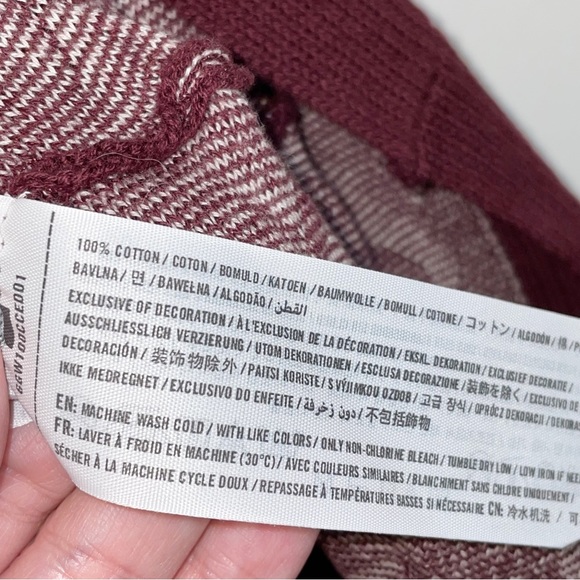 100% COTTON / COTON / BOMULD / KATOEN / BAUMWOLLE / BOMULL / COTONE / コットン / ALGODÓN / 棉 /
BAVLNA / 면 / BAWEŁNA / ALGODÃO / القطن /
EXCLUSIVE OF DECORATION / À L'EXCLUSION DE LA DÉCORATION / EKSKL. DEKORATION / EXCLUSIEF DECORATIE /
AUSSCHLIESSLICH VERZIERUNG / UTOM DEKORATIONEN / ESCLUSA DECORAZIONE / 装飾を除く / EXCLUSIVO DE
DECORACIÓN / 装饰物除外 / PAITSI KORISTE / S VÝJIMKOU OZDOB / 고급 장식 / OPRÓCZ DEKORACJI /
IKKE MEDREGNET / EXCLUSIVO DO ENFEITE / دون زخرفة / 不包括飾物
EN: MACHINE WASH COLD / WITH LIKE COLORS / ONLY NON-CHLORINE BLEACH / TUMBLE DRY LOW / LOW IRON IF
FR: LAVER À FROID EN MACHINE (30°C) / AVEC COULEURS SIMILAIRES / BLANCHIMENT SANS CHLORE UNIQUEMENT /
SÉCHER À LA MACHINE CYCLE DOUX / REPASSAGE À TEMPÉRATURES BASSES SI NÉCESSAIRE CN: 冷水机洗 / 可